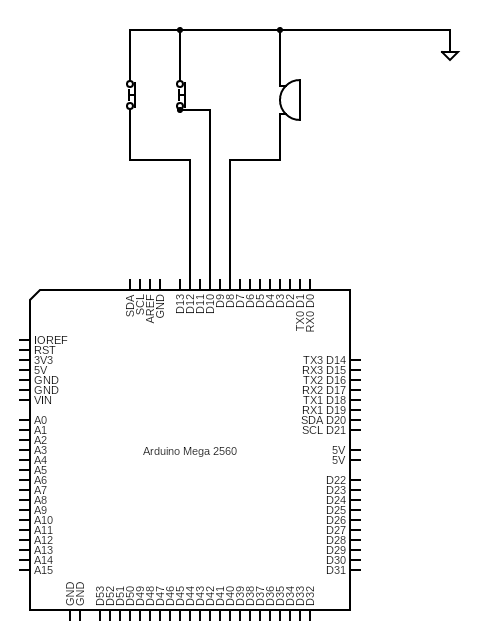 SDA SCL AREF GND D13 D12 D11 D10 D9 D8 D7 D6 D5 D4 D3 D2 TX0 D1 RX0 D0
IOREF
RST
3V3 TX3 D14
5V RX3 D15
GND TX2 D16
GND RX2 D17
VIN TX1 D18
RX1 D19
A0 SDA D20
A1 SCL D21
A2
A3 5V
A4 5V
A5
A6 D22
A7 D23
A8 D24
A9 D25
A10 D26
A11 D27
A12 D28
A13 D29
A14 D30
A15 D31
Arduino Mega 2560
GND GND D53 D52 D51 D50 D49 D48 D47 D46 D45 D44 D43 D42 D41 D40 D39 D38 D37 D36 D35 D34 D33 D32